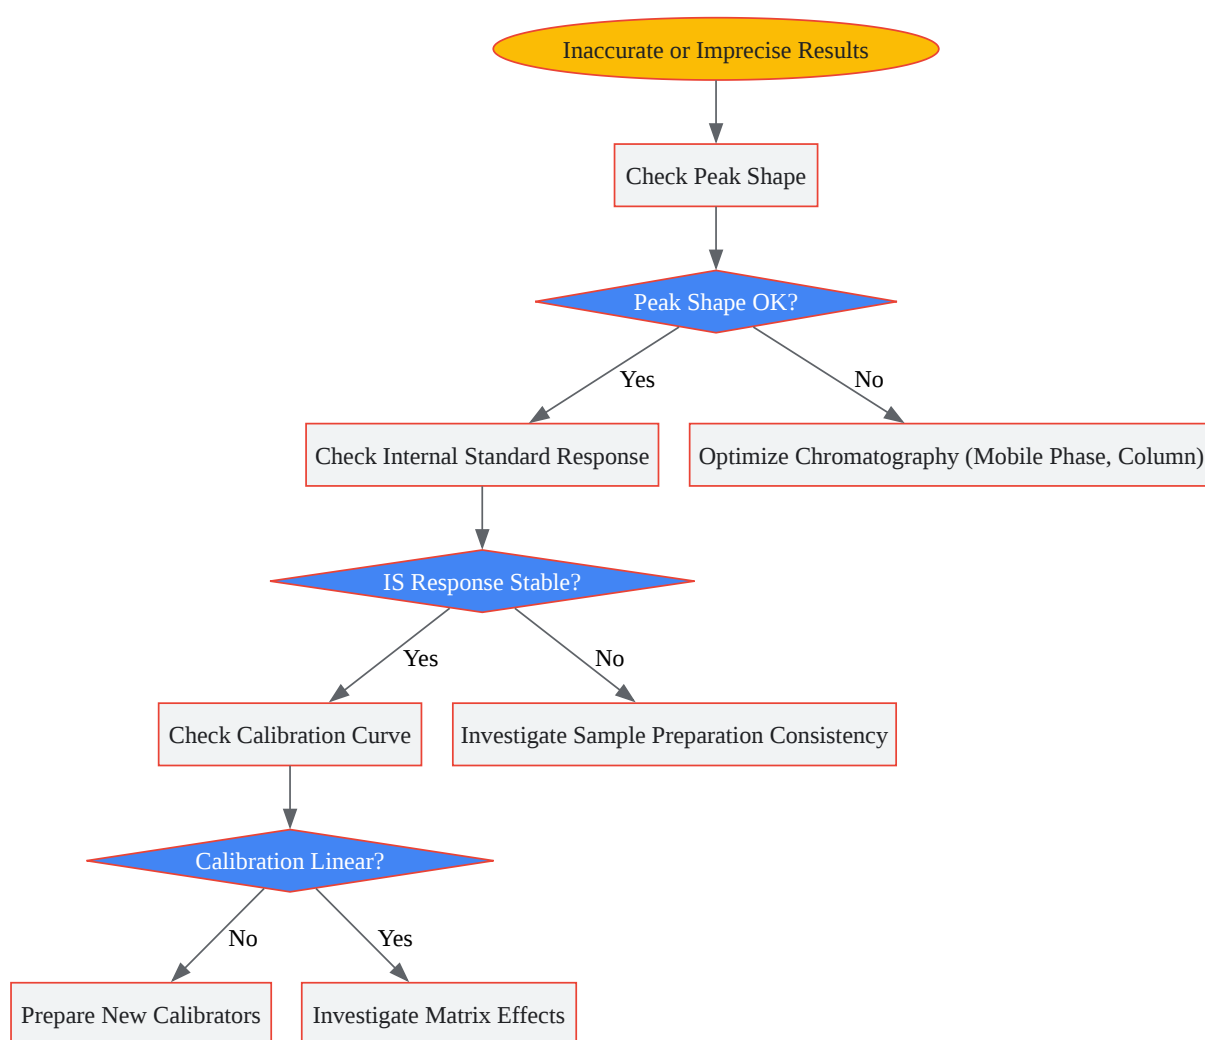 Inaccurate or Imprecise Results
Check Peak Shape
Peak Shape OK?
Yes
No
Check Internal Standard Response
Optimize Chromatography (Mobile Phase, Column)
IS Response Stable?
Yes
No
Check Calibration Curve
Investigate Sample Preparation Consistency
Calibration Linear?
No
Yes
Prepare New Calibrators
Investigate Matrix Effects